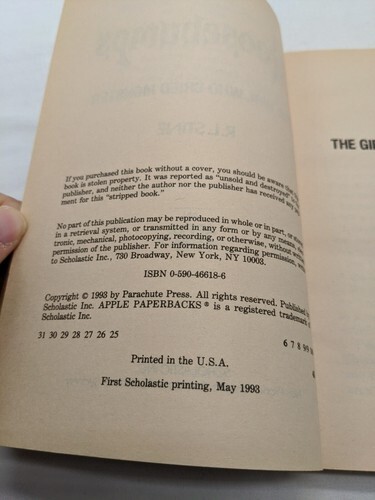 If you purchased this book without a cover, you should be aware that
book is stolen property. It was reported as "unsold and destroyed"
publisher, and neither the author nor the publisher has received any
ment for this "stripped book."
No part of this publication may be reproduced in whole or in part, or
in a retrieval system, or transmitted in any form or by any means
tronic, mechanical, photocopying, recording, or otherwise, without
permission of the publisher. For information regarding permission,
to Scholastic Inc., 730 Broadway, New York, NY 10003.
ISBN 0-590-46618-6
Copyright © 1993 by Parachute Press. All rights reserved. Published
Scholastic Inc. APPLE PAPERBACKS ® is a registered trademark
Scholastic Inc.
31 30 29 28 27 26 25 6 7 8 9
Printed in the U.S.A.
First Scholastic printing, May 1993
THE